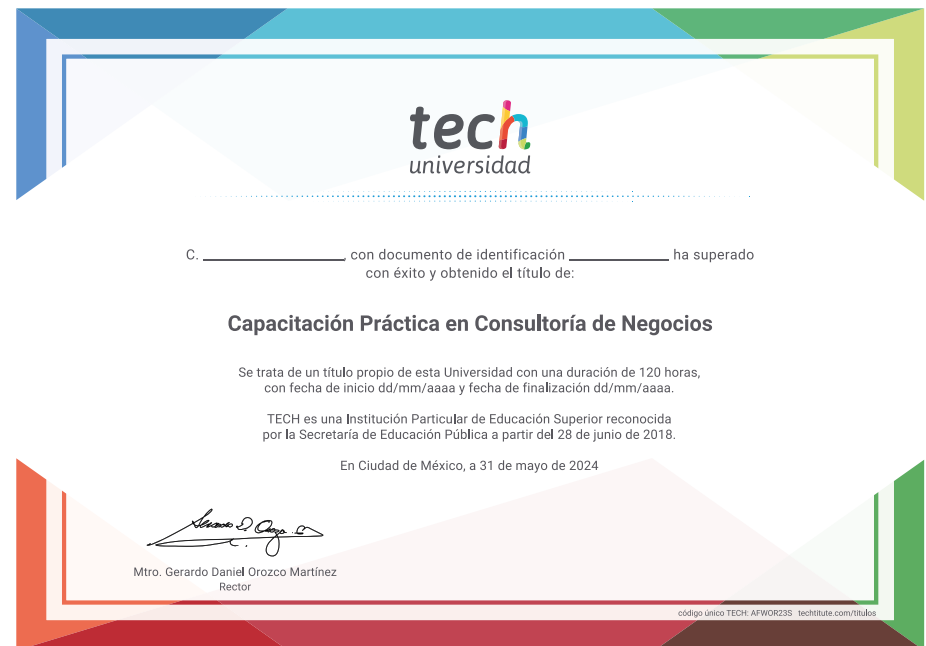 tech
universidad
C. ____________________, con documento de identificación ______________ ha superado
con éxito y obtenido el título de:
Capacitación Práctica en Consultoría de Negocios
Se trata de un título propio de esta Universidad con una duración de 120 horas,
con fecha de inicio dd/mm/aaaa y fecha de finalización dd/mm/aaaa.
TECH es una Institución Particular de Educación Superior reconocida
por la Secretaría de Educación Pública a partir del 28 de junio de 2018.
En Ciudad de México, a 31 de mayo de 2024
Mtro. Gerardo Daniel Orozco Martínez
Rector
código único TECH: AFWOR23S techtitute.com/titulos